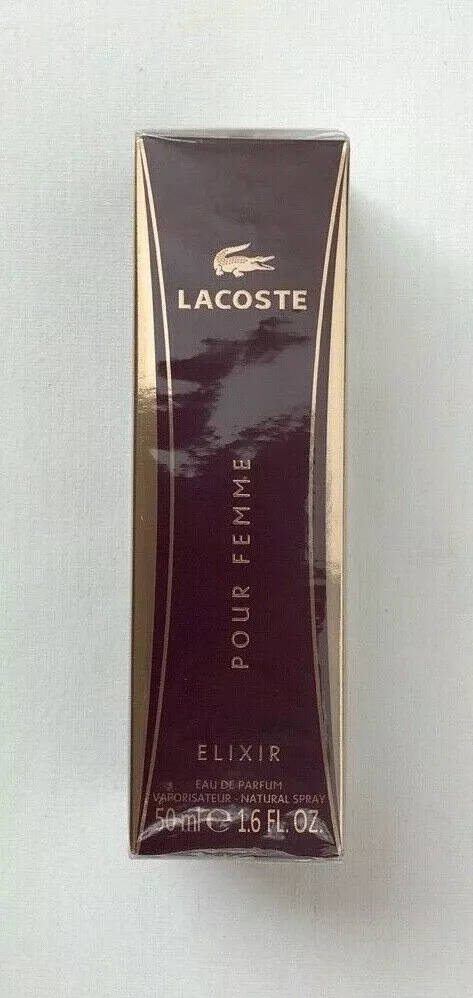 LACOSTE
POUR FEMME
ELIXIR
EAU DE PARFUM
VAPORISATEUR - NATURAL SPRAY
50 ml ℮ 1.6 FL. OZ.